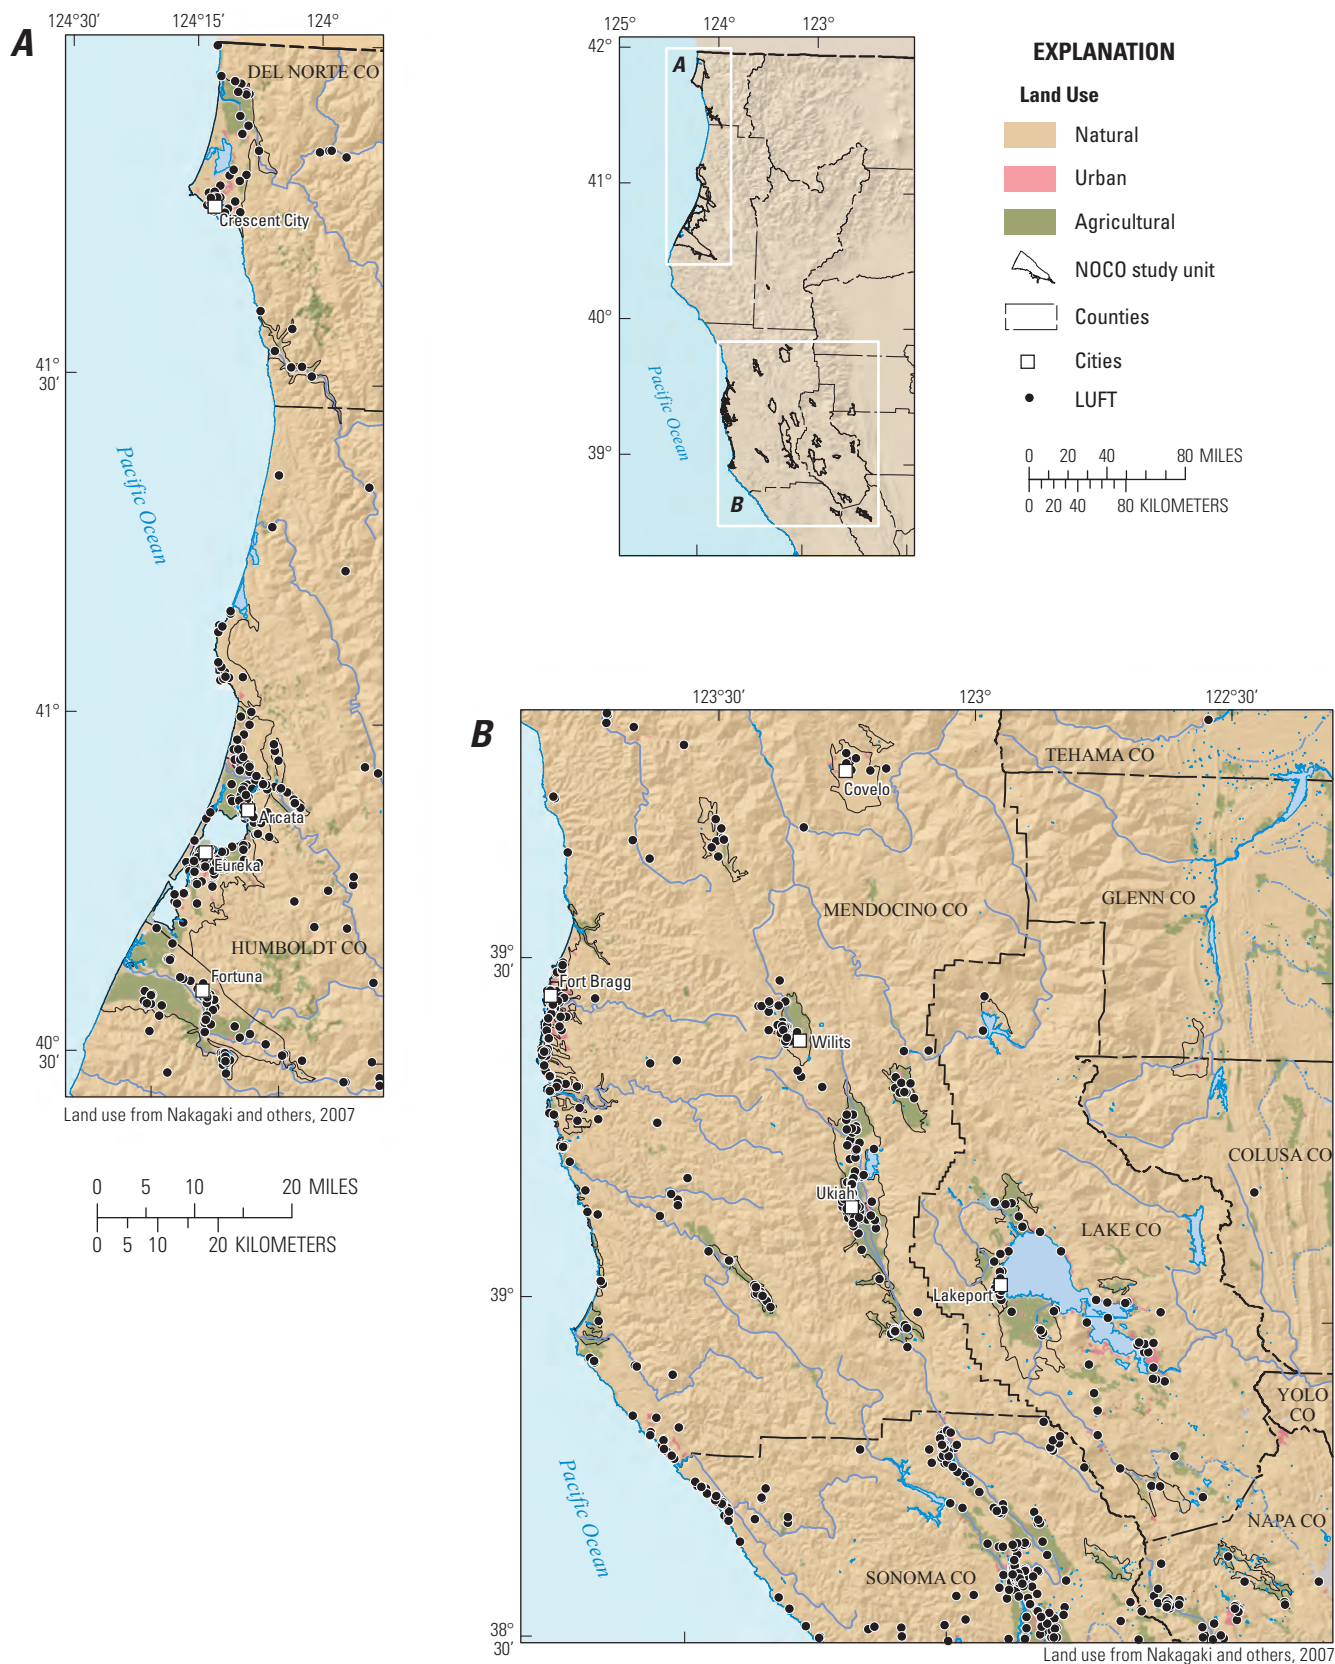 A
124°30'
124°15'
124°
DEL NORTE CO
Crescent City
41°
30'
Pacific Ocean
41°
Arcata
Eureka
HUMBOLDT CO
Fortuna
40°
30'
Land use from Nakagaki and others, 2007
0 5 10 20 MILES
0 5 10 20 KILOMETERS
125°
124°
123°
42°
A
41°
40°
Pacific Ocean
39°
B
EXPLANATION
Land Use
Natural
Urban
Agricultural
NOCO study unit
Counties
Cities
LUFT
0 20 40 80 MILES
0 20 40 80 KILOMETERS
B
123°30'
123°
122°30'
TEHAMA CO
Covelo
GLENN CO
MENDOCINO CO
39°
30'
Fort Bragg
Wilits
COLUSA CO
Ukiah
LAKE CO
39°
Lakeport
YOLO
CO
Pacific Ocean
NAPA CO
SONOMA CO
38°
30'
Land use from Nakagaki and others, 2007